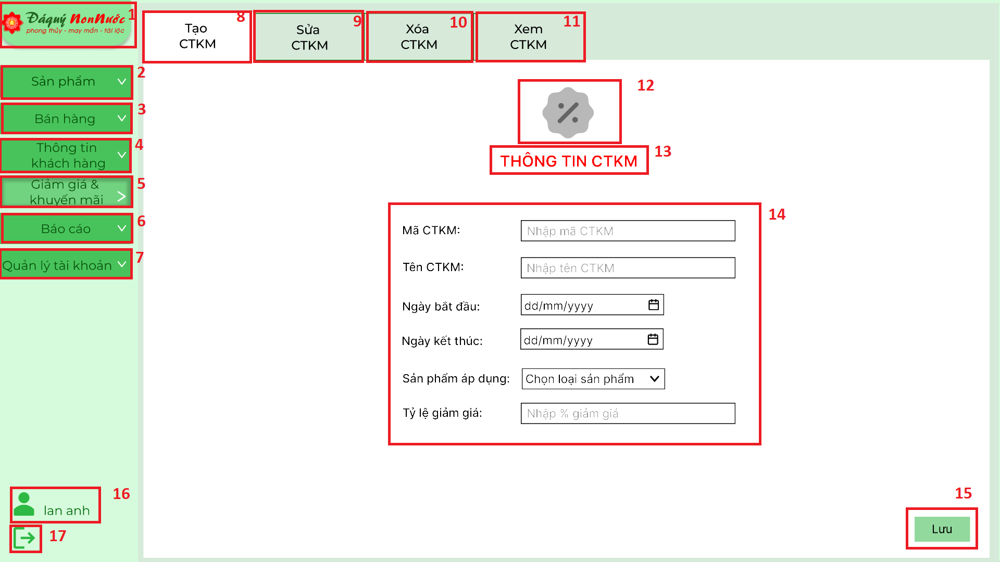 Đáquý NonNước
phong thủy - may mắn - tài lộc
1
Tạo
CTKM
8
Sửa
CTKM
9
Xóa
CTKM
10
Xem
CTKM
11
Sản phẩm
2
Bán hàng
3
Thông tin
khách hàng
4
Giảm giá &
khuyến mãi
5
Báo cáo
6
Quản lý tài khoản
7
%
12
THÔNG TIN CTKM
13
14
Mã CTKM:
Nhập mã CTKM
Tên CTKM:
Nhập tên CTKM
Ngày bắt đầu:
dd/mm/yyyy
Ngày kết thúc:
dd/mm/yyyy
Sản phẩm áp dụng:
Chọn loại sản phẩm
Tỷ lệ giảm giá:
Nhập % giảm giá
lan anh
16
17
15
Lưu